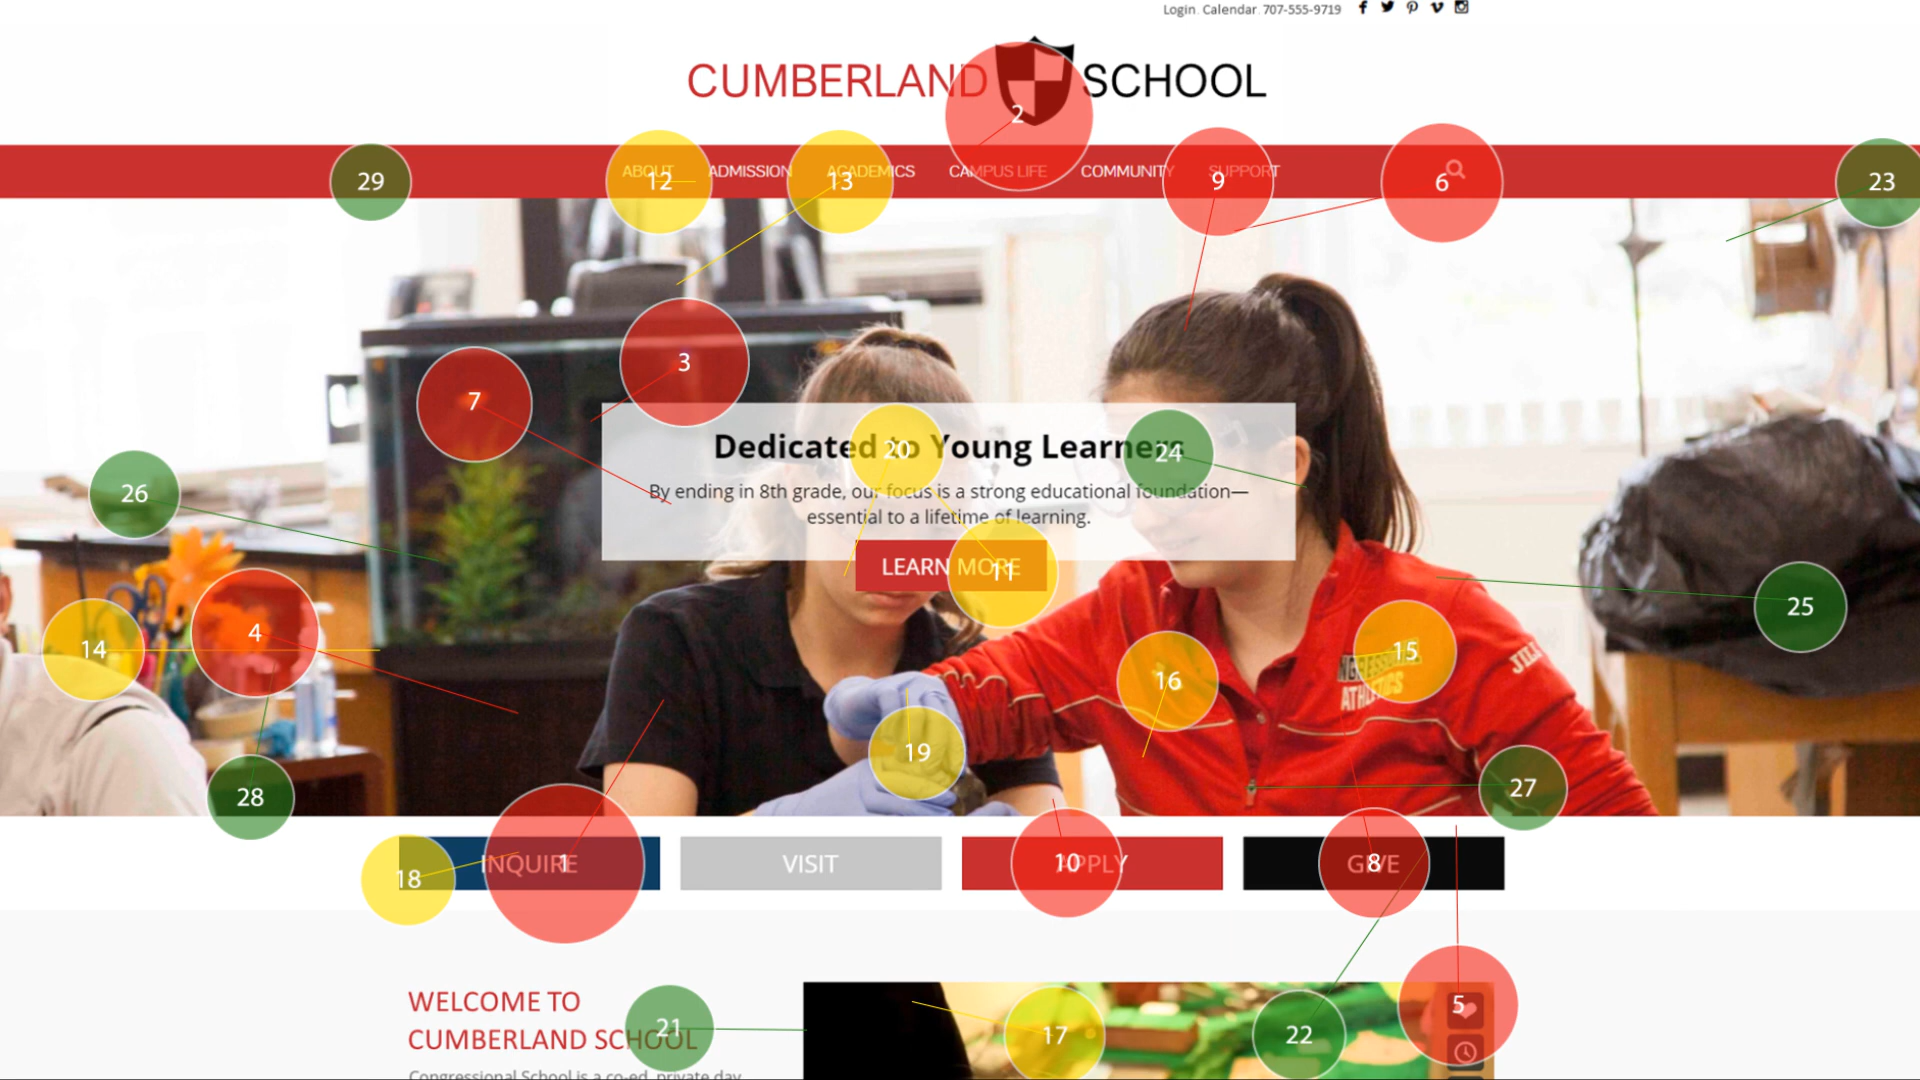 Login Calendar 707-555-9719
CUMBERLAND SCHOOL
2
ABOUT ADMISSION ACADEMICS CAMPUS LIFE COMMUNITY SUPPORT
29 12 13 9 6 23
3
7
Dedicated to Young Learners
20 24
By ending in 8th grade, our focus is a strong educational foundation—
essential to a lifetime of learning.
26
LEARN MORE
11
25
14 4 16 15
ATHLETICS
19
28 27
INQUIRE VISIT APPLY GIVE
18 1 10 8
WELCOME TO
CUMBERLAND SCHOOL
5
21 17 22
Congressional School is a co-ed, private day